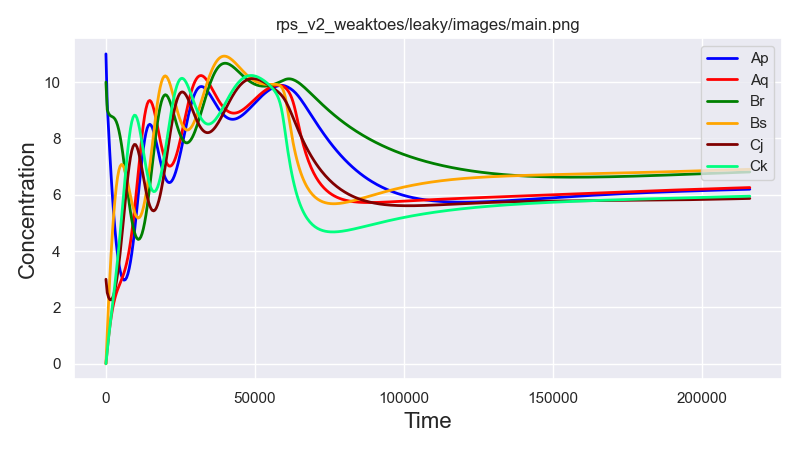 rps_v2_weaktoes/leaky/images/main.png
Concentration
10
8
6
4
2
0
Ap
Aq
Br
Bs
Cj
Ck
0
50000
100000
150000
200000
Time